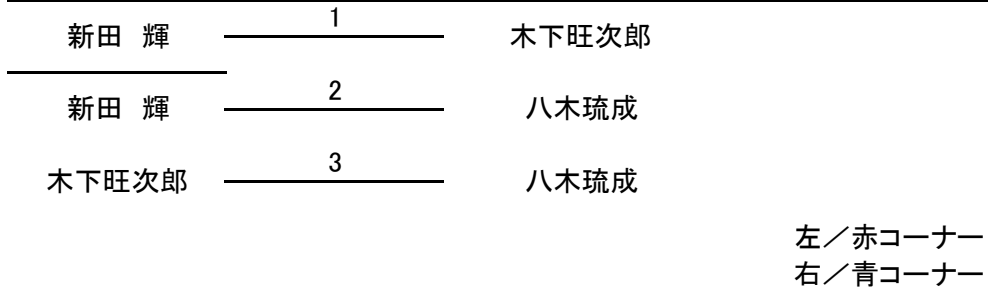 新田　輝 1 木下旺次郎
新田　輝 2 八木琉成
木下旺次郎 3 八木琉成
左／赤コーナー
右／青コーナー